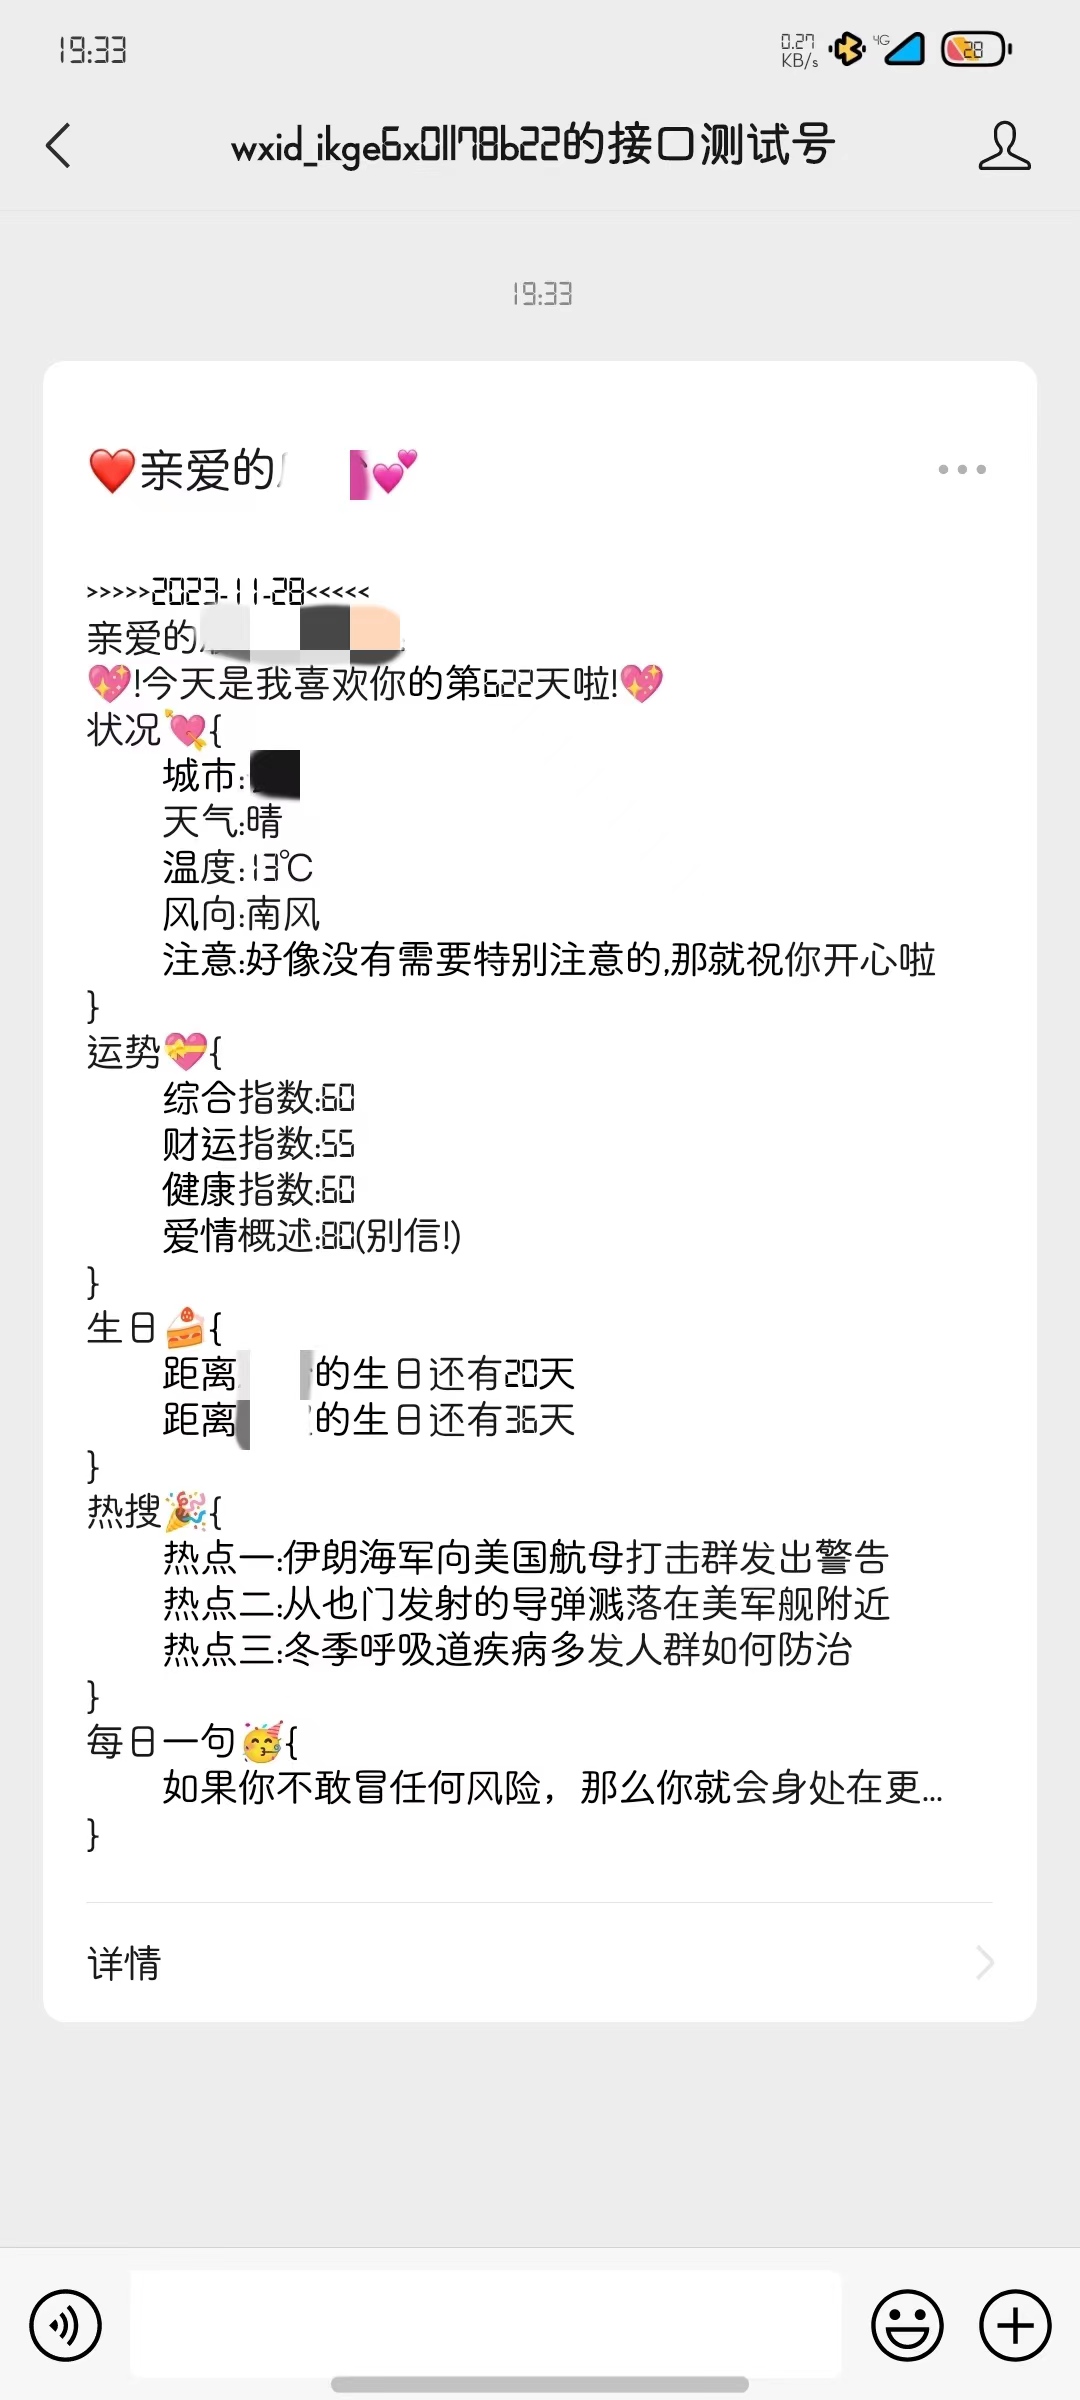 19:33
0.27
KB/s
4G
28
wxid_ikge6x01178b22的接口测试号
19:33
❤️亲爱的 💕
>>>>>2023-11-28<<<<<
亲爱的
💖!今天是我喜欢你的第622天啦!💖
状况💘{
城市:
天气:晴
温度:13℃
风向:南风
注意:好像没有需要特别注意的,那就祝你开心啦
}
运势💝{
综合指数:60
财运指数:55
健康指数:60
爱情概述:80(别信!)
}
生日🍰{
距离 的生日还有20天
距离 的生日还有36天
}
热搜🎉{
热点一:伊朗海军向美国航母打击群发出警告
热点二:从也门发射的导弹溅落在美军舰附近
热点三:冬季呼吸道疾病多发人群如何防治
}
每日一句🥳{
如果你不敢冒任何风险，那么你就会身处在更...
}
详情